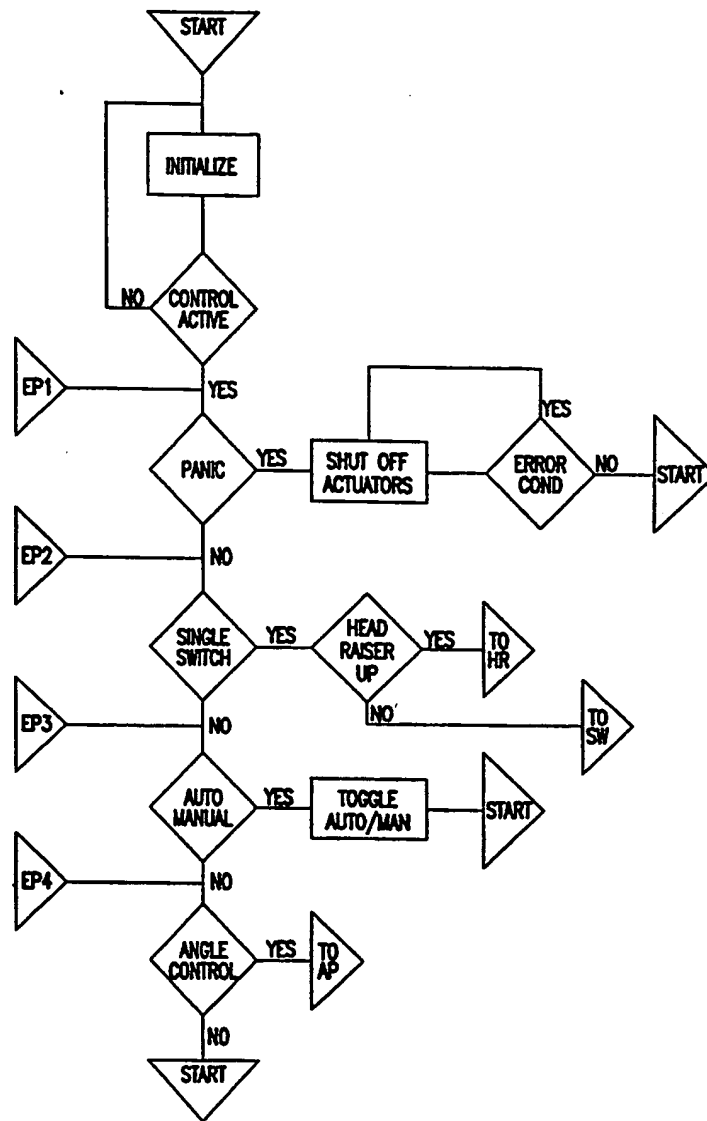 START
INITIALIZE
NO
CONTROL
ACTIVE
EP1
YES
YES
PANIC
YES
SHUT OFF
ACTUATORS
ERROR
COND
NO
START
EP2
NO
SINGLE
SWITCH
YES
HEAD
RAISER
UP
YES
TO
HR
NO
TO
SW
EP3
NO
AUTO
MANUAL
YES
TOGGLE
AUTO/MAN
START
EP4
NO
ANGLE
CONTROL
YES
TO
AP
NO
START